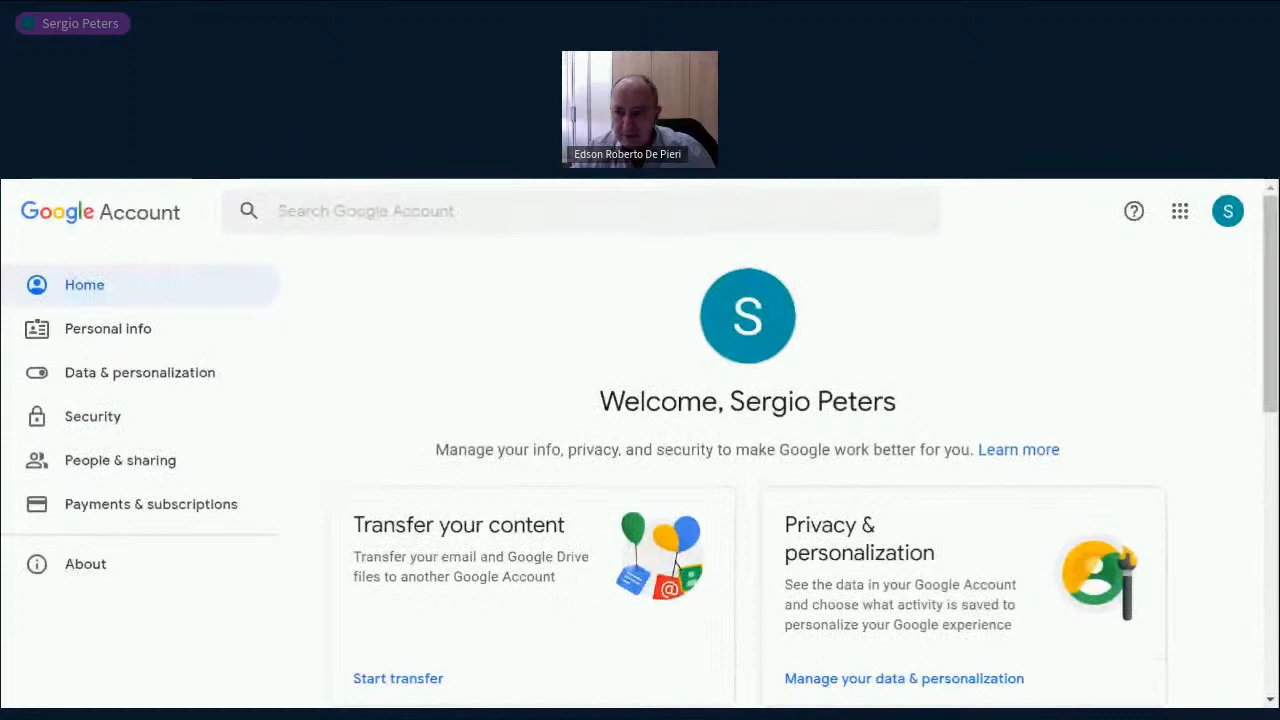 Sergio Peters
Edson Roberto De Pieri
Google Account
Search Google Account
S
Home
Personal info
Data & personalization
Security
People & sharing
Payments & subscriptions
About
S
Welcome, Sergio Peters
Manage your info, privacy, and security to make Google work better for you. Learn more
Transfer your content
Transfer your email and Google Drive
files to another Google Account
Start transfer
Privacy &
personalization
See the data in your Google Account
and choose what activity is saved to
personalize your Google experience
Manage your data & personalization